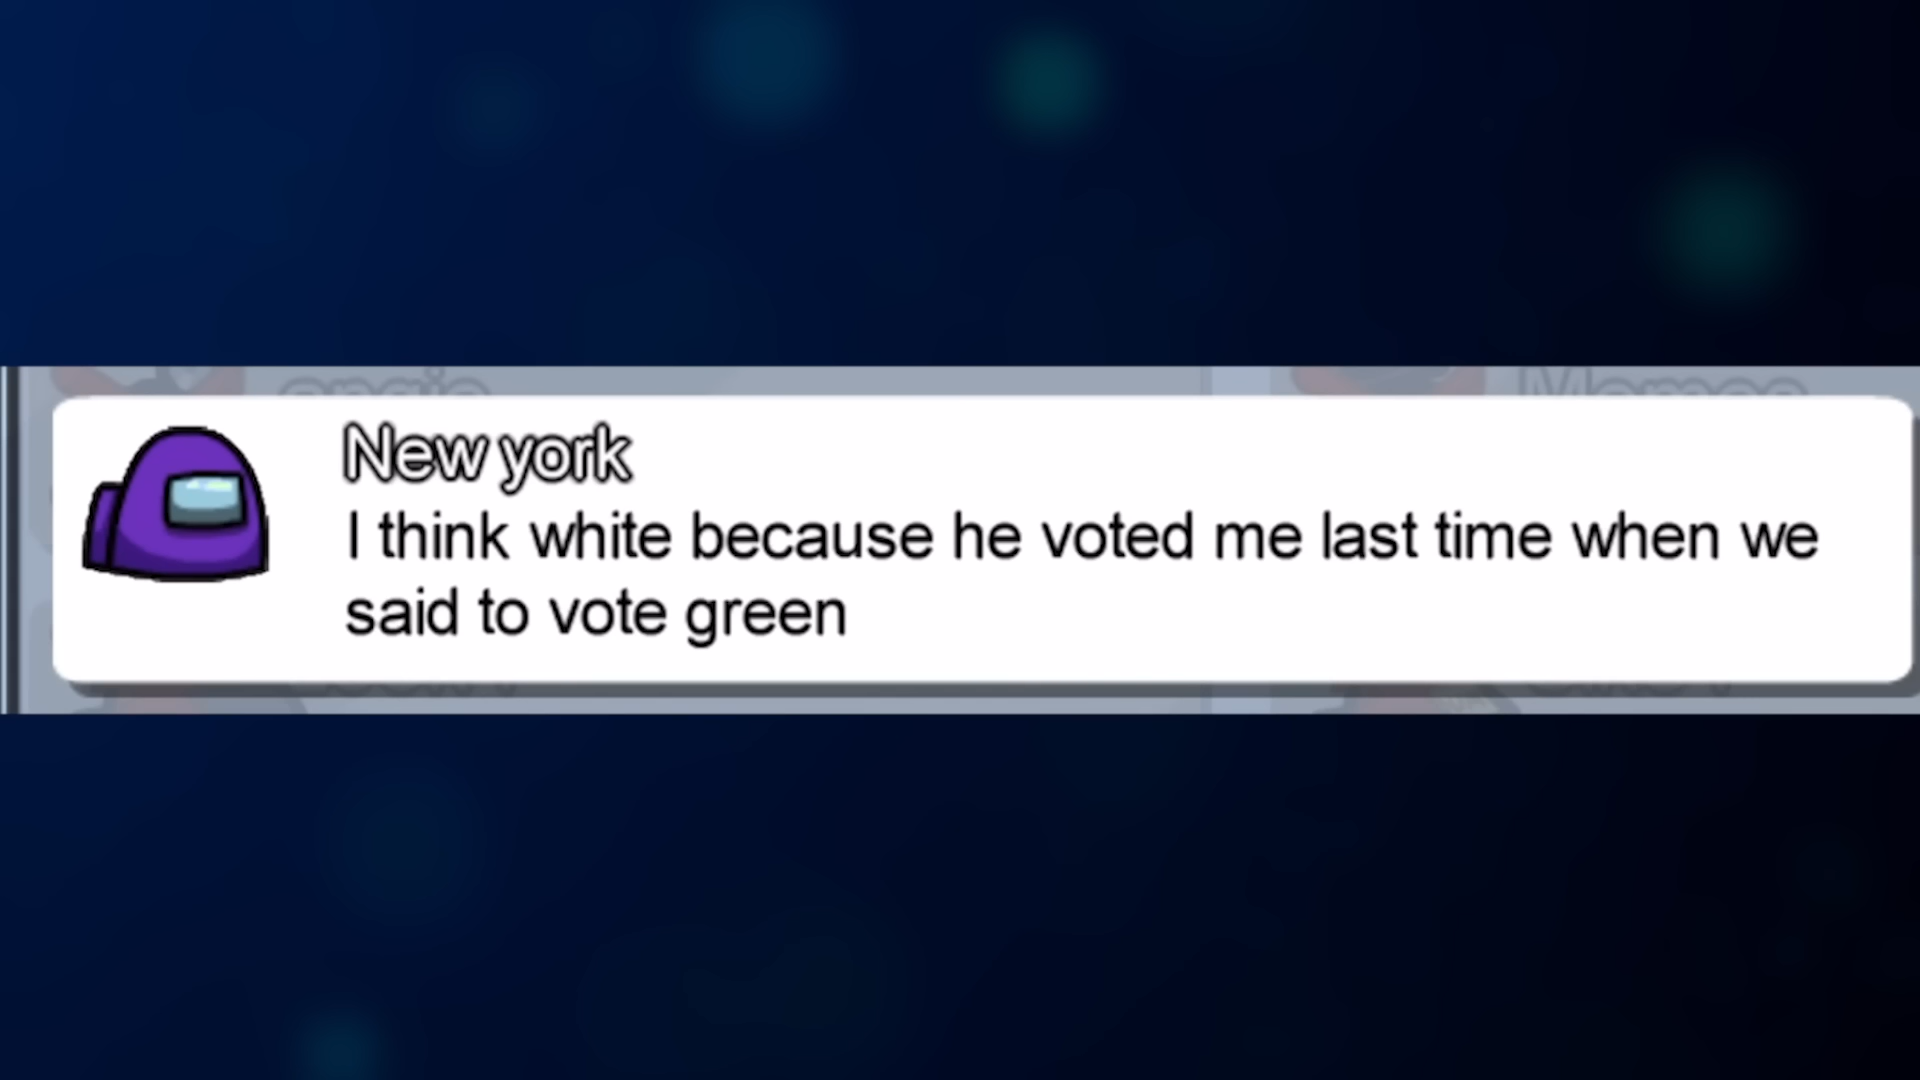 New york
I think white because he voted me last time when we
said to vote green